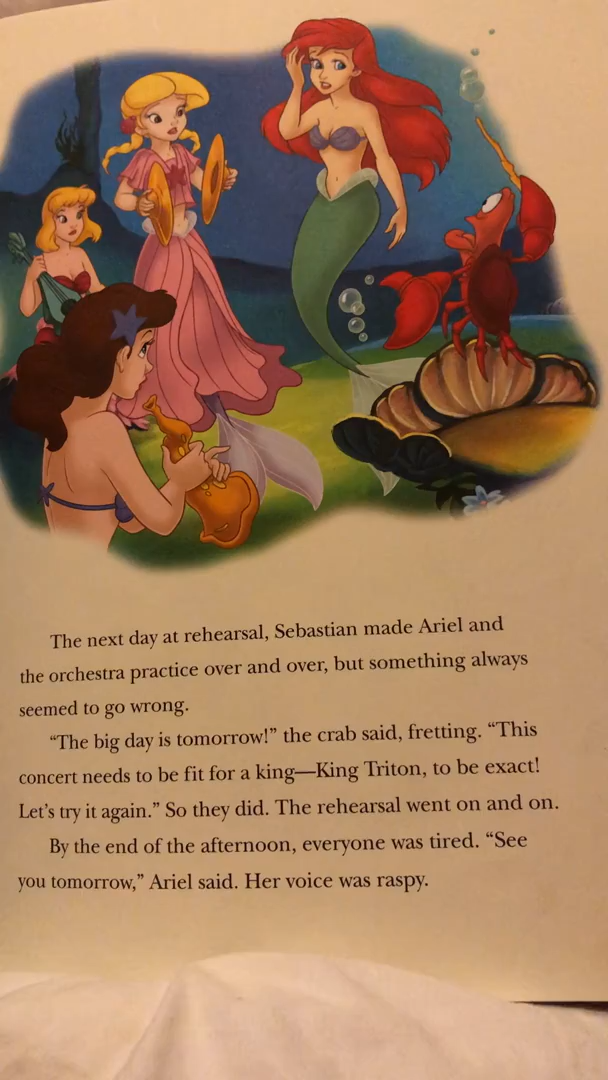 The next day at rehearsal, Sebastian made Ariel and
the orchestra practice over and over, but something always
seemed to go wrong.
“The big day is tomorrow!” the crab said, fretting. “This
concert needs to be fit for a king—King Triton, to be exact!
Let’s try it again.” So they did. The rehearsal went on and on.
By the end of the afternoon, everyone was tired. “See
you tomorrow,” Ariel said. Her voice was raspy.